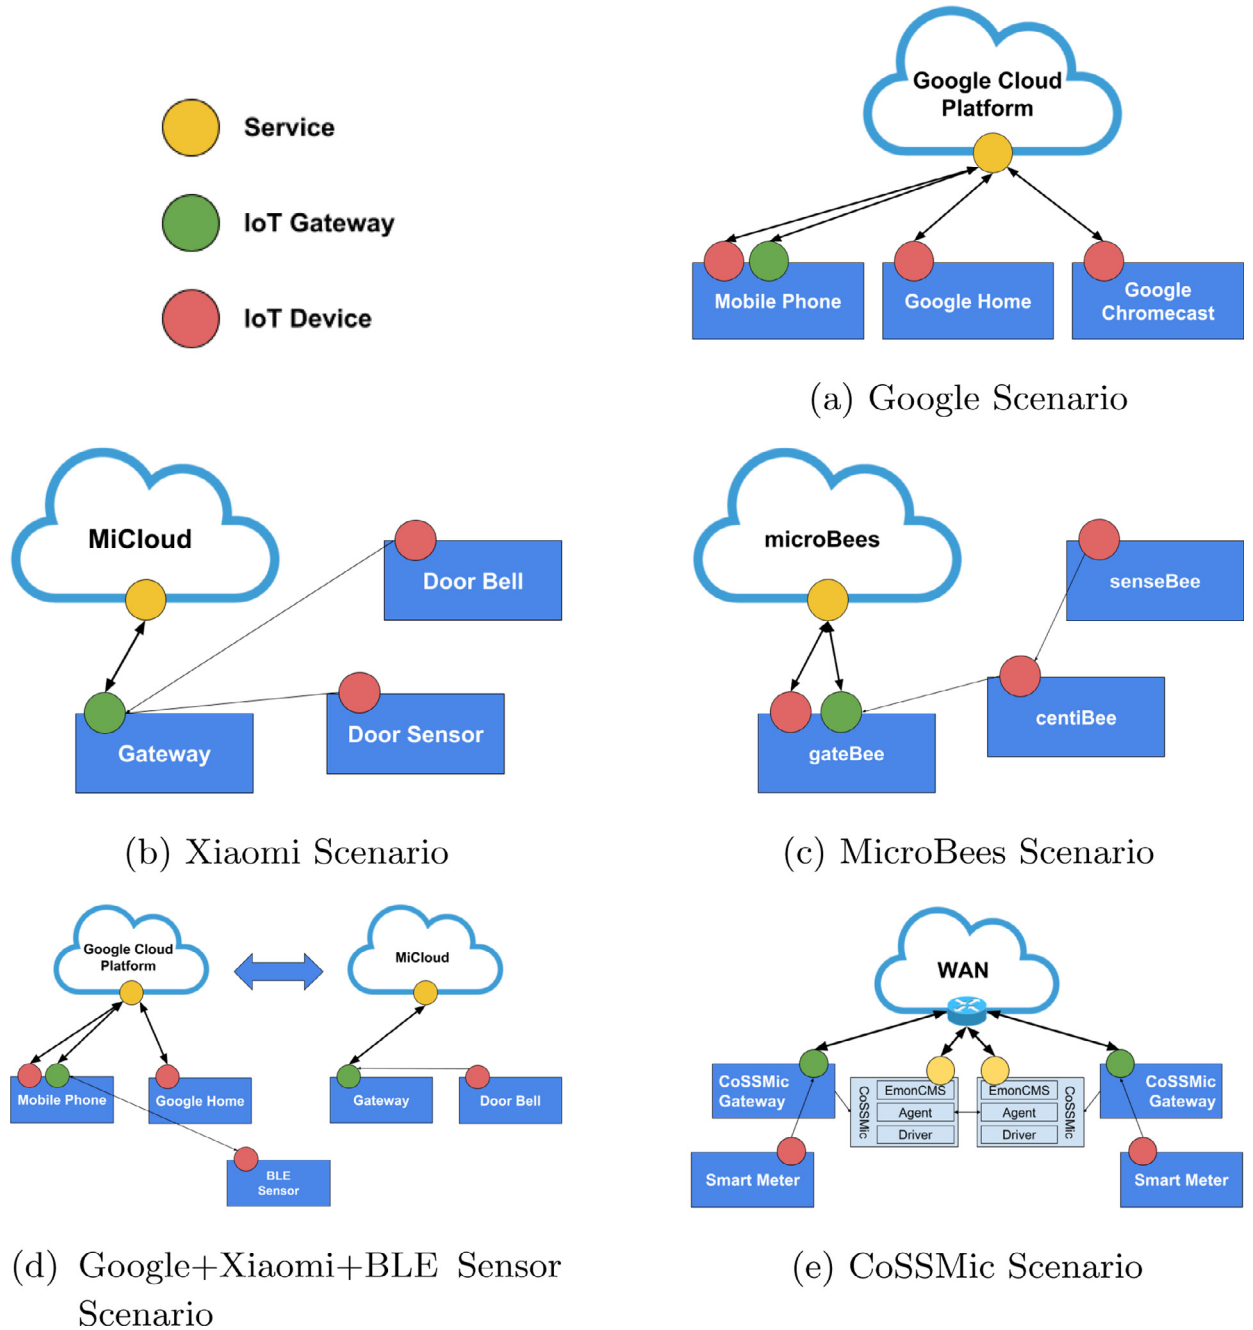 Service
IoT Gateway
IoT Device
Google Cloud
Platform
Mobile Phone
Google Home
Google
Chromecast
(a) Google Scenario
MiCloud
Door Bell
Door Sensor
Gateway
(b) Xiaomi Scenario
microBees
senseBee
centiBee
gateBee
(c) MicroBees Scenario
Google Cloud
Platform
MiCloud
Mobile Phone
Google Home
Gateway
Door Bell
BLE
Sensor
(d) Google+Xiaomi+BLE Sensor
Scenario
WAN
CoSSMic
Gateway
CoSSMic
EmonCMS
Agent
Driver
EmonCMS
Agent
Driver
CoSSMic
CoSSMic
Gateway
Smart Meter
Smart Meter
(e) CoSSMic Scenario